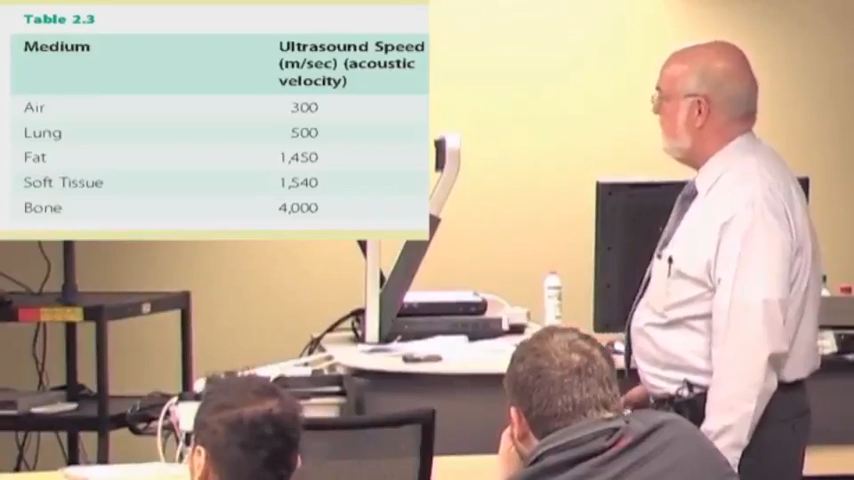 Table 2.3
Medium Ultrasound Speed
(m/sec) (acoustic
velocity)
Air 300
Lung 500
Fat 1,450
Soft Tissue 1,540
Bone 4,000